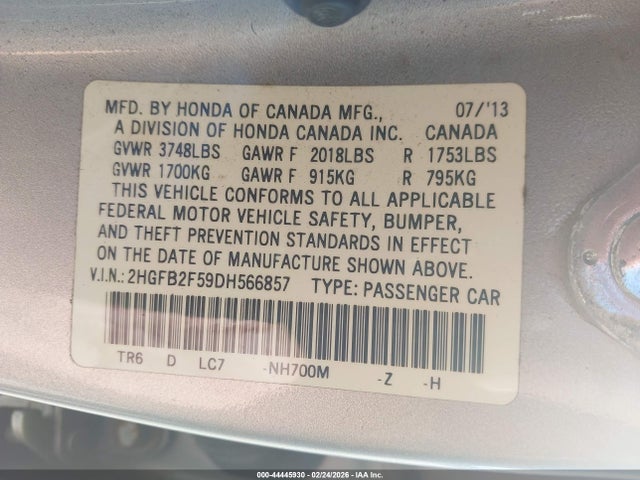 MFD. BY HONDA OF CANADA MFG., 07/'13
A DIVISION OF HONDA CANADA INC. CANADA
GVWR 3748LBS GAWR F 2018LBS R 1753LBS
GVWR 1700KG GAWR F 915KG R 795KG
THIS VEHICLE CONFORMS TO ALL APPLICABLE
FEDERAL MOTOR VEHICLE SAFETY, BUMPER,
AND THEFT PREVENTION STANDARDS IN EFFECT
ON THE DATE OF MANUFACTURE SHOWN ABOVE.
V.I.N.: 2HGFB2F59DH566857 TYPE: PASSENGER CAR
TR6 D LC7 -NH700M -Z -H
000-44445930 - 02/24/2026 - IAA Inc.